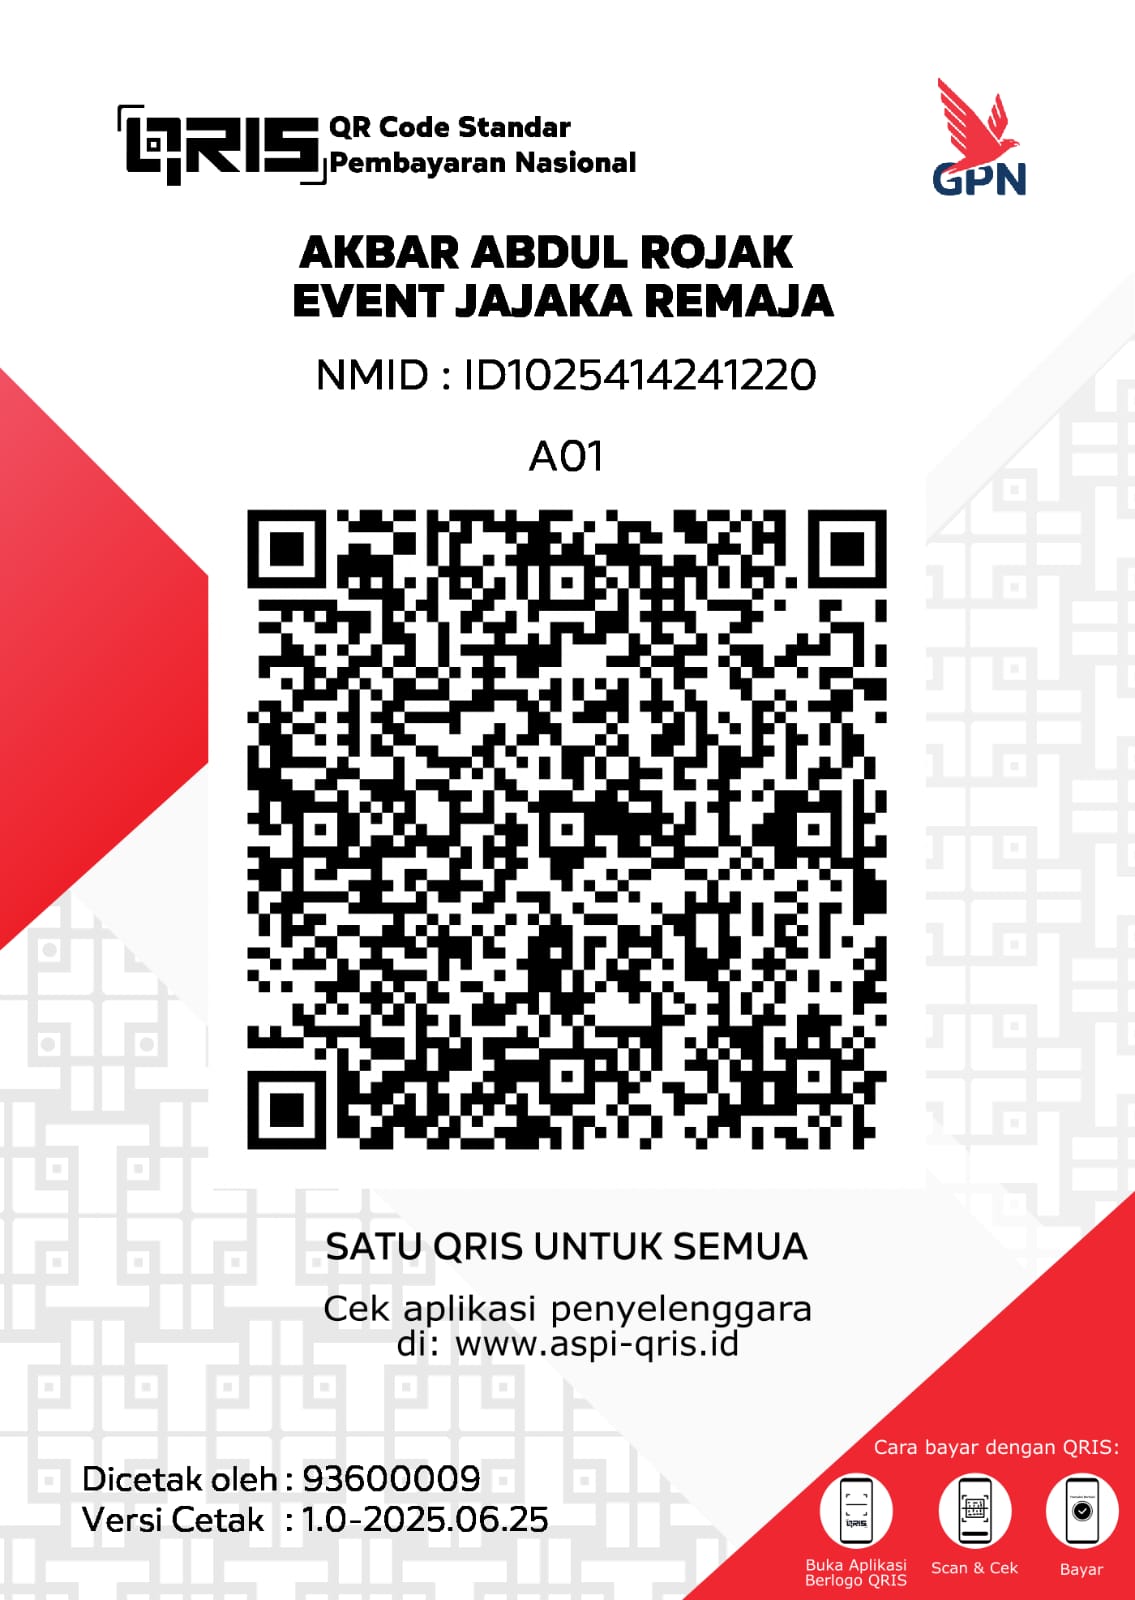 QRIS QR Code Standar
Pembayaran Nasional
GPN
AKBAR ABDUL ROJAK
EVENT JAJAKA REMAJA
NMID : ID1025414241220
A01
SATU QRIS UNTUK SEMUA
Cek aplikasi penyelenggara
di: www.aspi-qris.id
Dicetak oleh : 93600009
Versi Cetak : 1.0-2025.06.25
Cara bayar dengan QRIS:
QRIS
Buka Aplikasi
Berlogo QRIS
Scan & Cek
Bayar